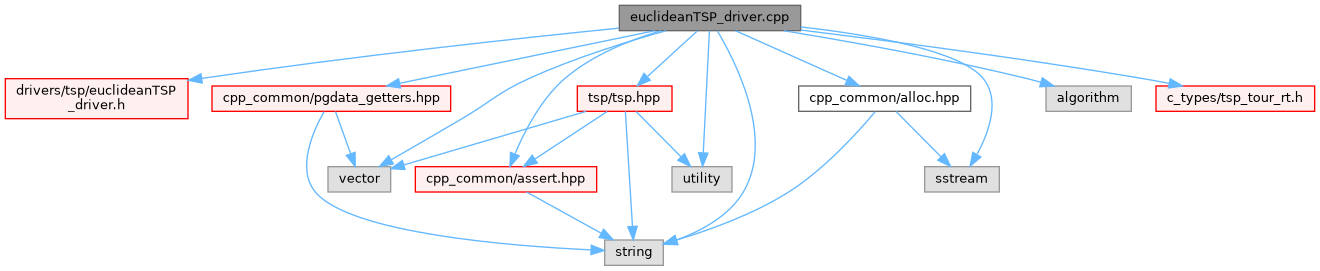 euclideanTSP_driver.cpp
drivers/tsp/euclideanTSP
_driver.h
cpp_common/pgdata_getters.hpp
tsp/tsp.hpp
cpp_common/alloc.hpp
algorithm
c_types/tsp_tour_rt.h
vector
cpp_common/assert.hpp
utility
sstream
string